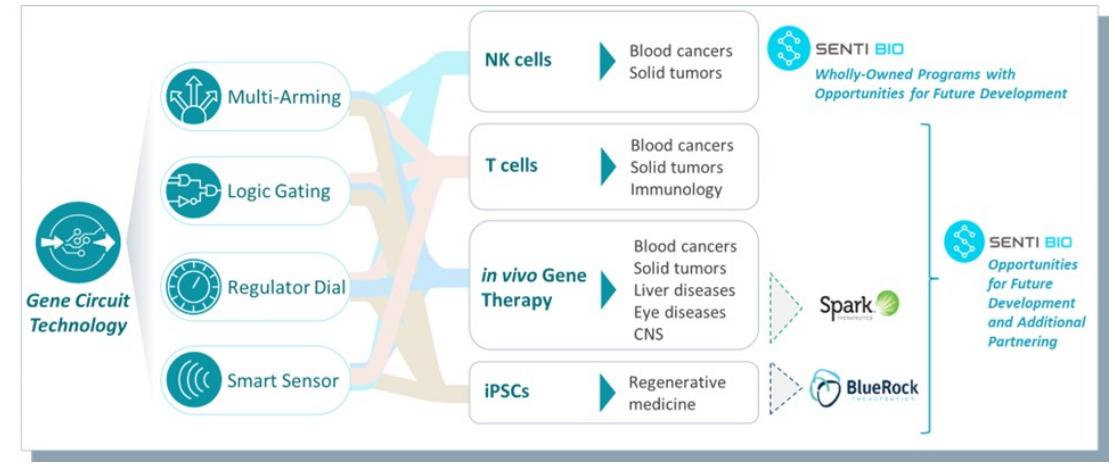 Gene Circuit
Technology
Multi-Arming
Logic Gating
Regulator Dial
Smart Sensor
NK cells
Blood cancers
Solid tumors
T cells
Blood cancers
Solid tumors
Immunology
in vivo Gene
Therapy
Blood cancers
Solid tumors
Liver diseases
Eye diseases
CNS
iPSCs
Regenerative
medicine
SENTI BIO
Wholly-Owned Programs with
Opportunities for Future Development
Spark
THERAPEUTICS
BlueRock
THERAPEUTICS
SENTI BIO
Opportunities
for Future
Development
and Additional
Partnering